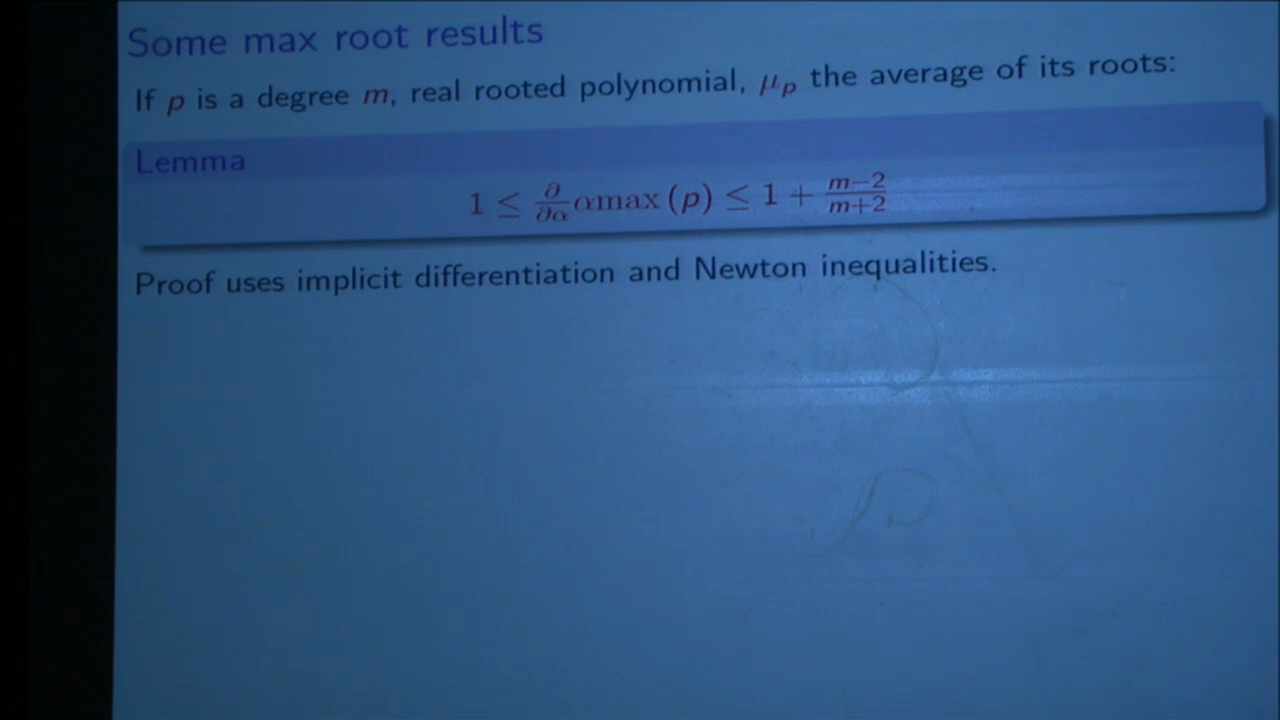 Some max root results
If p is a degree m, real rooted polynomial, μ_p the average of its roots:
Lemma
1 ≤ ∂/∂α αmax (p) ≤ 1 + m−2/m+2
Proof uses implicit differentiation and Newton inequalities.